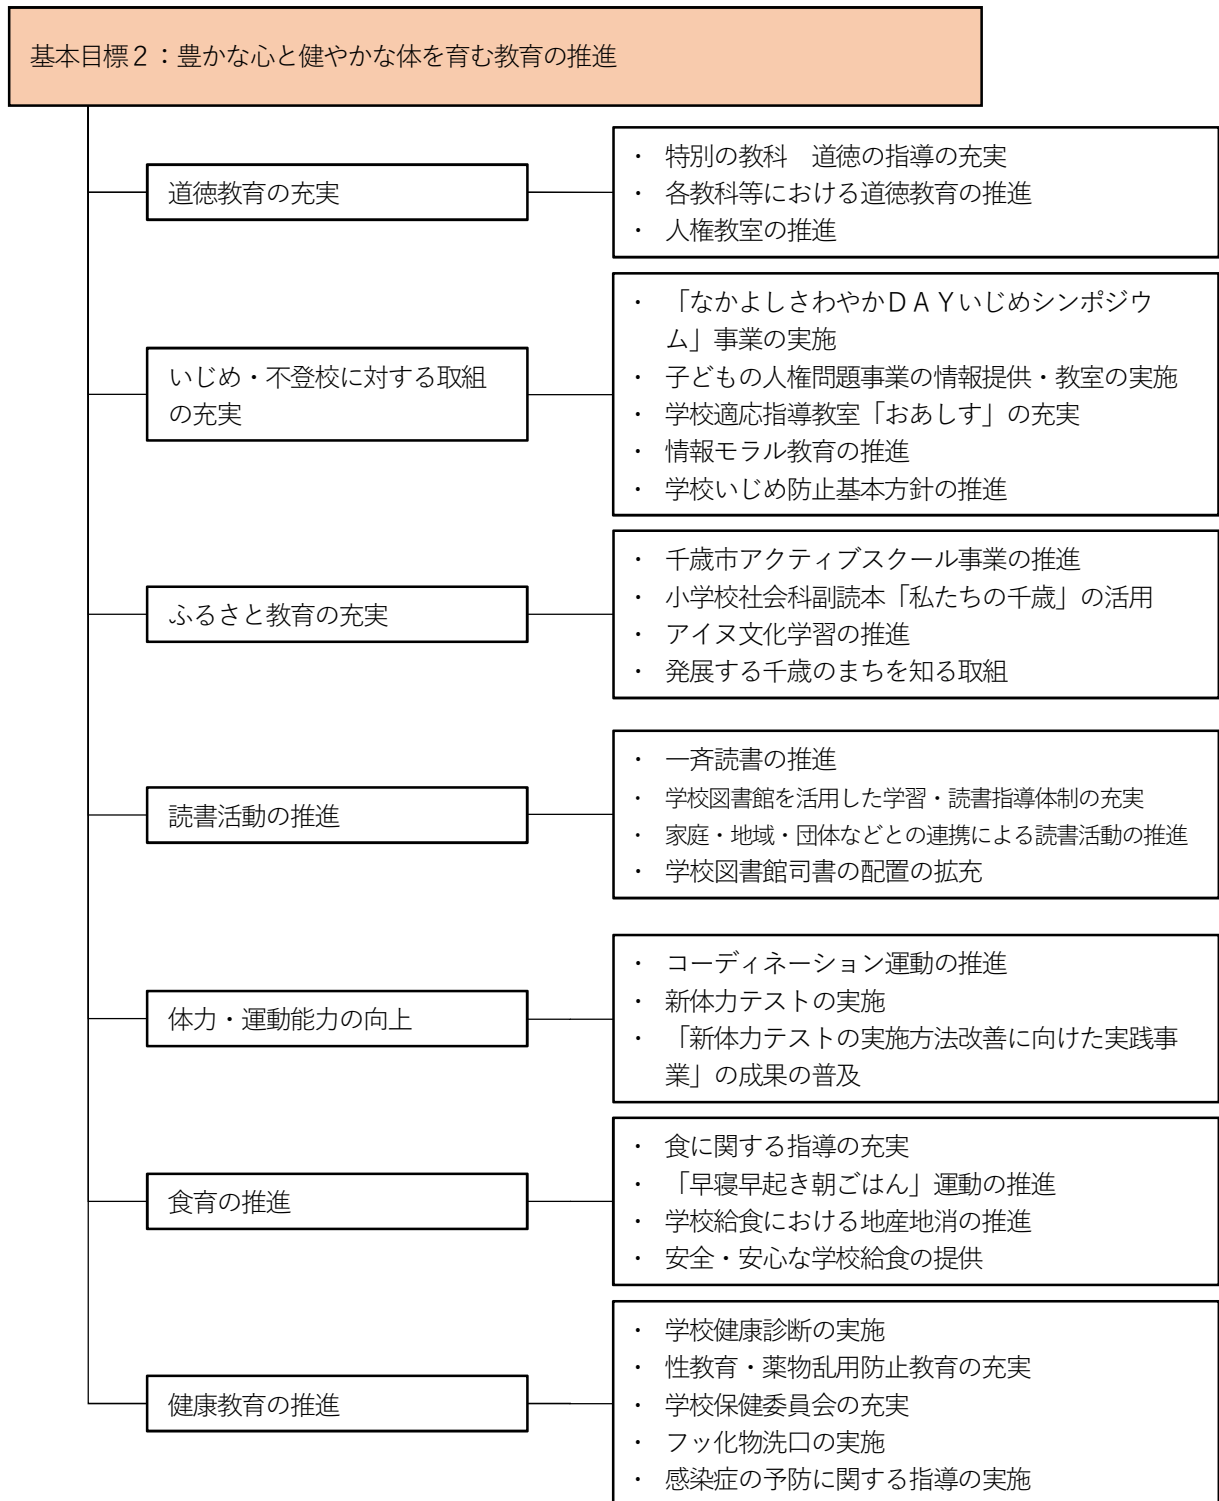 基本目標２：豊かな心と健やかな体を育む教育の推進
道徳教育の充実
・ 特別の教科　道徳の指導の充実
・ 各教科等における道徳教育の推進
・ 人権教室の推進
いじめ・不登校に対する取組
の充実
・ 「なかよしさわやかＤＡＹいじめシンポジウ
ム」事業の実施
・ 子どもの人権問題事業の情報提供・教室の実施
・ 学校適応指導教室「おあしす」の充実
・ 情報モラル教育の推進
・ 学校いじめ防止基本方針の推進
ふるさと教育の充実
・ 千歳市アクティブスクール事業の推進
・ 小学校社会科副読本「私たちの千歳」の活用
・ アイヌ文化学習の推進
・ 発展する千歳のまちを知る取組
読書活動の推進
・ 一斉読書の推進
・ 学校図書館を活用した学習・読書指導体制の充実
・ 家庭・地域・団体などとの連携による読書活動の推進
・ 学校図書館司書の配置の拡充
体力・運動能力の向上
・ コーディネーション運動の推進
・ 新体力テストの実施
・ 「新体力テストの実施方法改善に向けた実践事
業」の成果の普及
食育の推進
・ 食に関する指導の充実
・ 「早寝早起き朝ごはん」運動の推進
・ 学校給食における地産地消の推進
・ 安全・安心な学校給食の提供
健康教育の推進
・ 学校健康診断の実施
・ 性教育・薬物乱用防止教育の充実
・ 学校保健委員会の充実
・ フッ化物洗口の実施
・ 感染症の予防に関する指導の実施